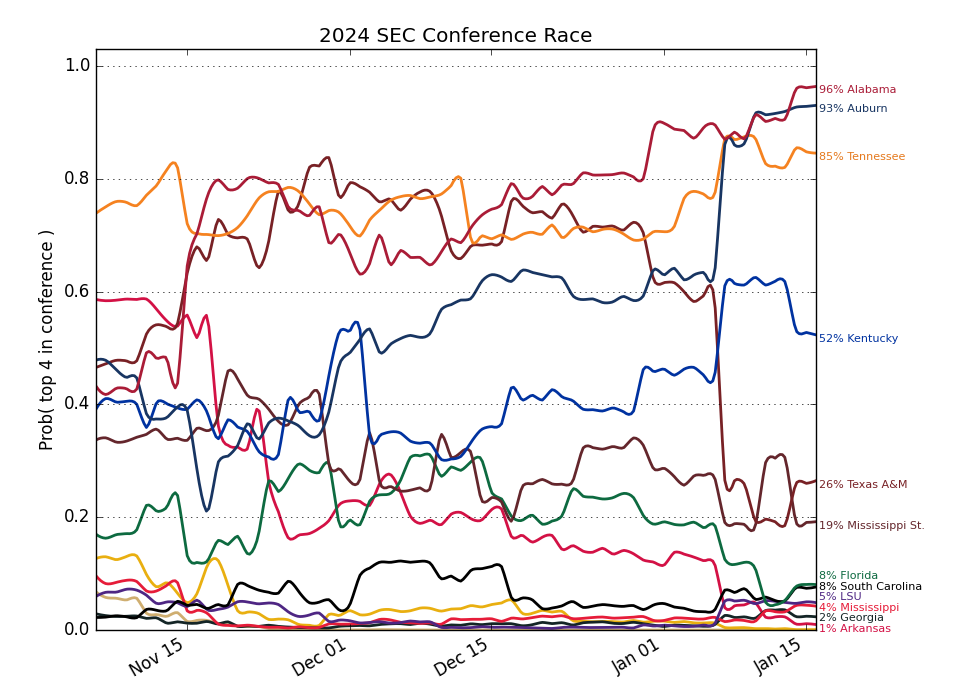 2024 SEC Conference Race
Prob( top 4 in conference )
1.0
0.8
0.6
0.4
0.2
0.0
Nov 15
Dec 01
Dec 15
Jan 01
Jan 15
96% Alabama
93% Auburn
85% Tennessee
52% Kentucky
26% Texas A&M
19% Mississippi St.
8% Florida
8% South Carolina
5% LSU
4% Mississippi
2% Georgia
1% Arkansas